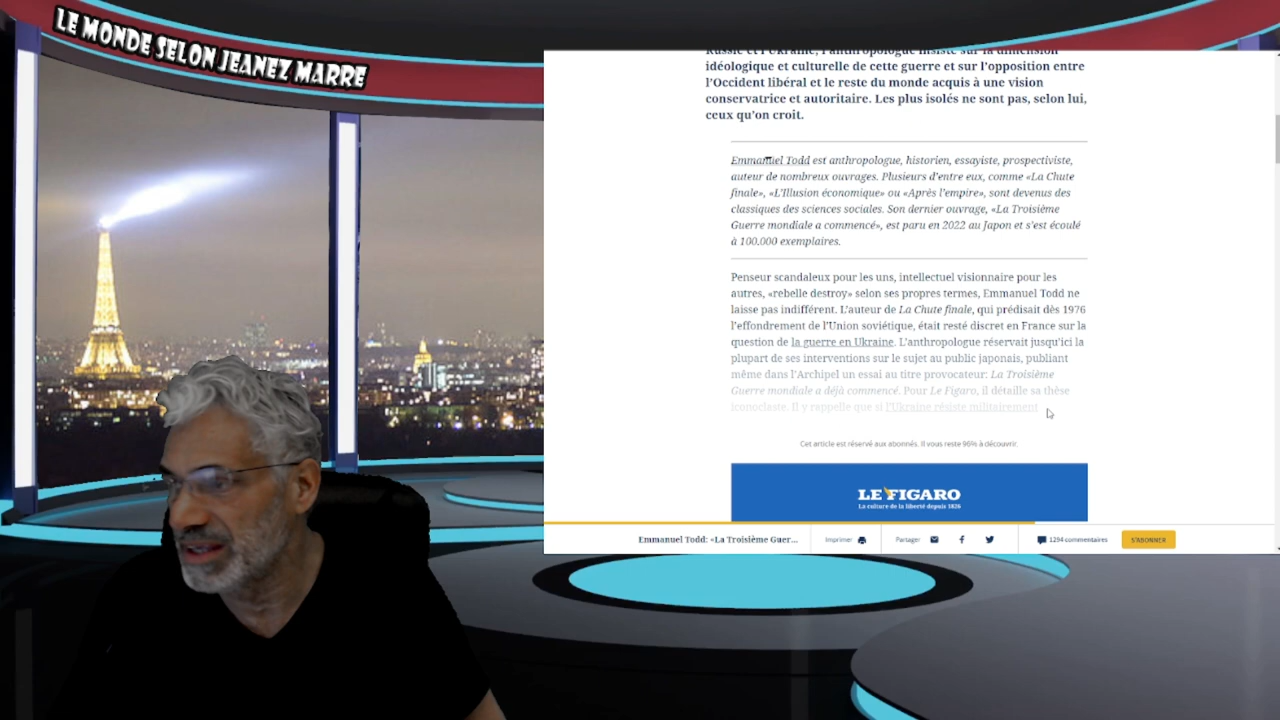 LE MONDE SELON JEANEZ MARRE
Russie et l'Ukraine, l'anthropologue insiste sur la dimension
idéologique et culturelle de cette guerre et sur l'opposition entre
l'Occident libéral et le reste du monde acquis à une vision
conservatrice et autoritaire. Les plus isolés ne sont pas, selon lui,
ceux qu'on croit.
Emmanuel Todd est anthropologue, historien, essayiste, prospectiviste,
auteur de nombreux ouvrages. Plusieurs d'entre eux, comme «La Chute
finale», «L'Illusion économique» ou «Après l'empire», sont devenus des
classiques des sciences sociales. Son dernier ouvrage, «La Troisième
Guerre mondiale a commencé», est paru en 2022 au Japon et s'est écoulé
à 100.000 exemplaires.
Penseur scandaleux pour les uns, intellectuel visionnaire pour les
autres, «rebelle destroy» selon ses propres termes, Emmanuel Todd ne
laisse pas indifférent. L'auteur de La Chute finale, qui prédisait dès 1976
l'effondrement de l'Union soviétique, était resté discret en France sur la
question de la guerre en Ukraine. L'anthropologue réservait jusqu'ici la
plupart de ses interventions sur le sujet au public japonais, publiant
même dans l'Archipel un essai au titre provocateur: La Troisième
Guerre mondiale a déjà commencé. Pour Le Figaro, il détaille sa thèse
iconoclaste. Il y rappelle que si l'Ukraine résiste militairement
Cet article est réservé aux abonnés. Il vous reste 96% à découvrir.
LE FIGARO
La culture de la liberté depuis 1826
Emmanuel Todd: «La Troisième Guer... Imprimer Partager 1294 commentaires S'ABONNER